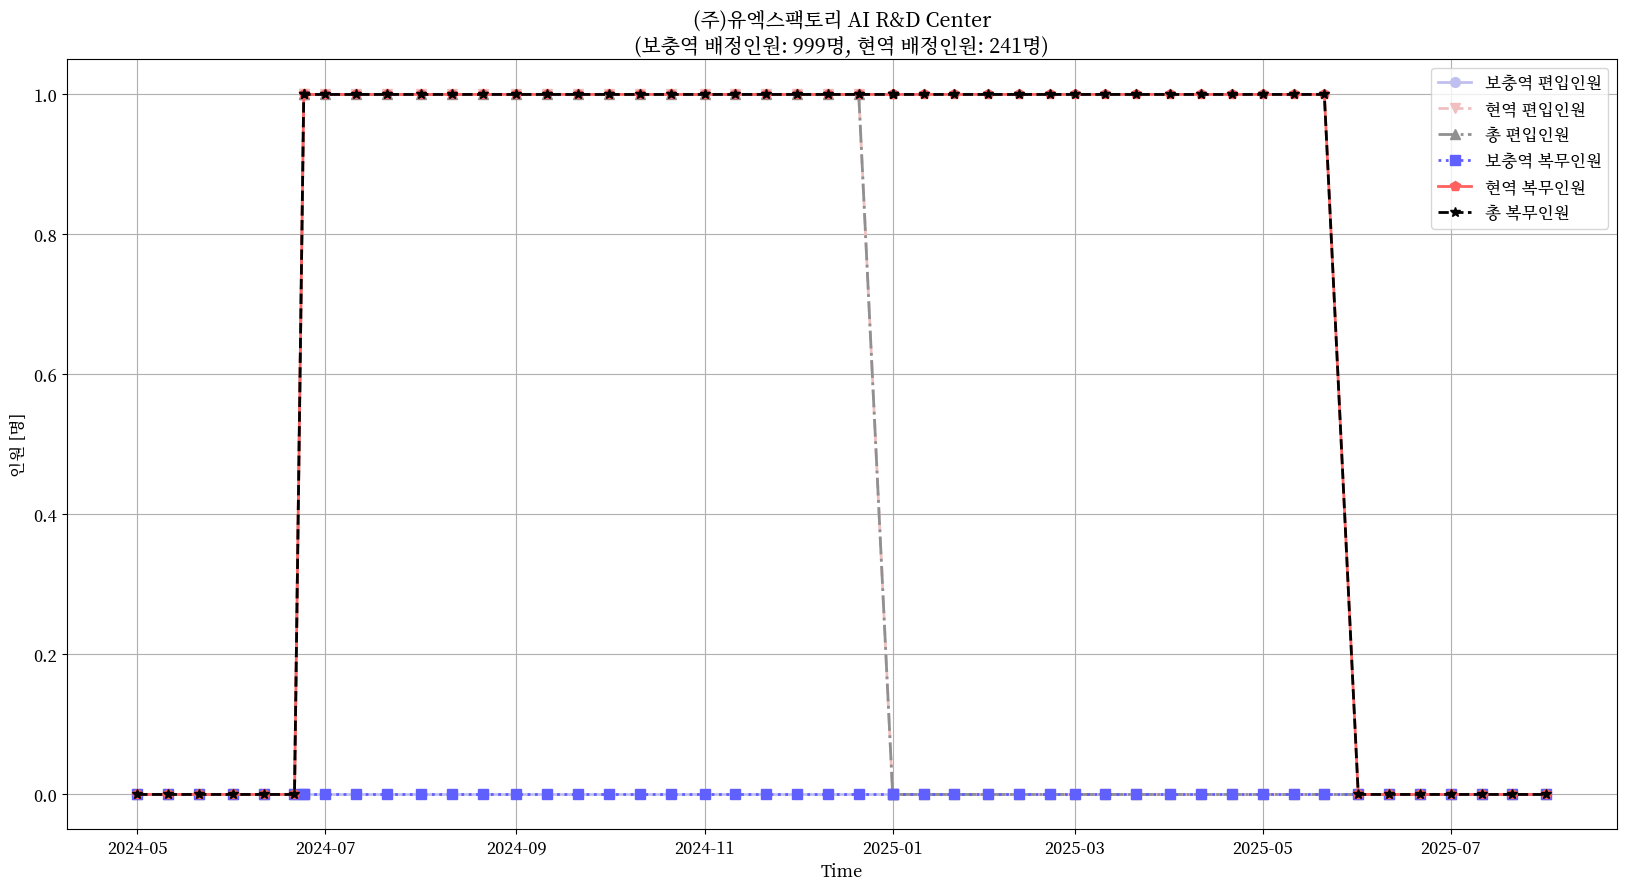 (주)유엑스팩토리 AI R&D Center
(보충역 배정인원: 999명, 현역 배정인원: 241명)
보충역 편입인원
현역 편입인원
총 편입인원
보충역 복무인원
현역 복무인원
총 복무인원
1.0
0.8
0.6
0.4
0.2
0.0
인원 [명]
2024-05
2024-07
2024-09
2024-11
2025-01
2025-03
2025-05
2025-07
Time